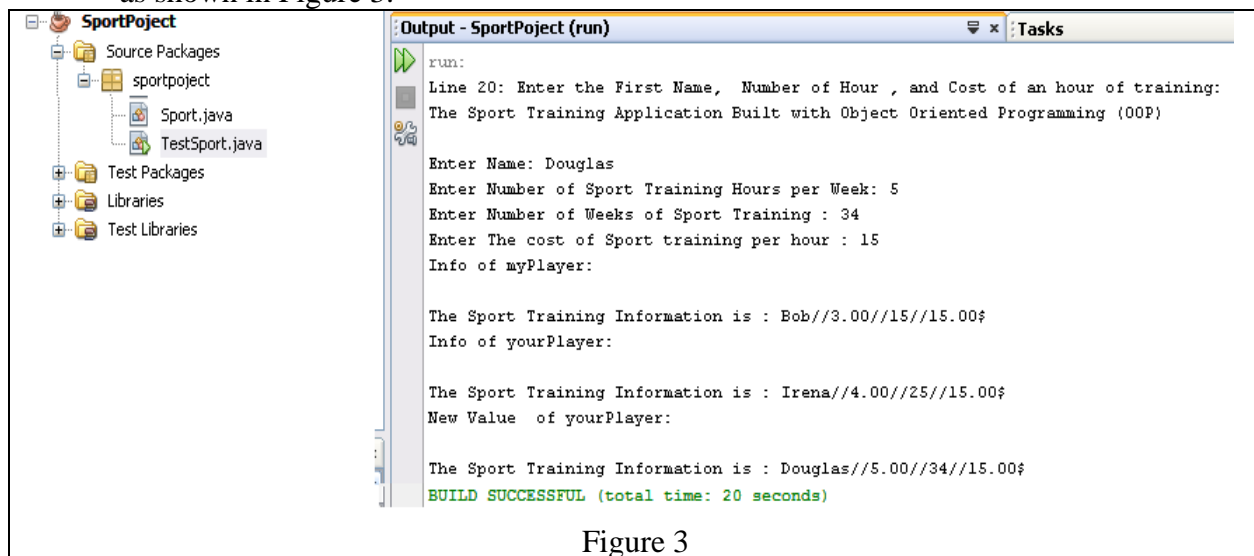 as shown in Figure 3.
SportPoject
Source Packages
sportpoject
Sport.java
TestSport.java
Test Packages
Libraries
Test Libraries
Output - SportPoject (run)
Tasks
run:
Line 20: Enter the First Name,  Number of Hour , and Cost of an hour of training:
The Sport Training Application Built with Object Oriented Programming (OOP)
Enter Name: Douglas
Enter Number of Sport Training Hours per Week: 5
Enter Number of Weeks of Sport Training : 34
Enter The cost of Sport training per hour : 15
Info of myPlayer:
The Sport Training Information is : Bob//3.00//15//15.00$
Info of yourPlayer:
The Sport Training Information is : Irena//4.00//25//15.00$
New Value  of yourPlayer:
The Sport Training Information is : Douglas//5.00//34//15.00$
BUILD SUCCESSFUL (total time: 20 seconds)
Figure 3